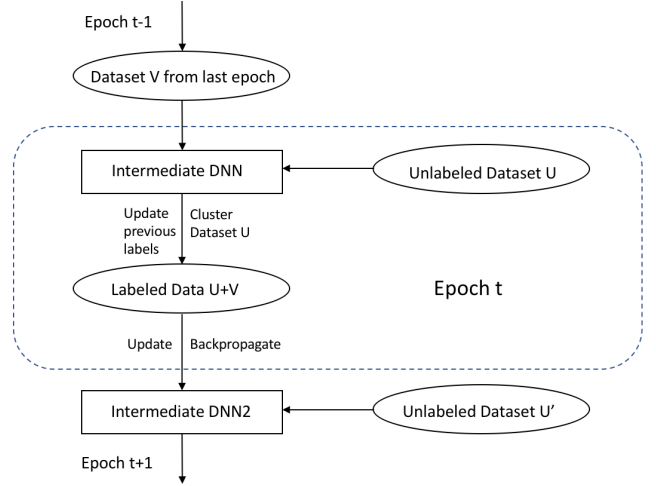 Epoch t-1
Dataset V from last epoch
Intermediate DNN
Unlabeled Dataset U
Update
previous
labels
Cluster
Dataset U
Labeled Data U+V
Epoch t
Update
Backpropagate
Intermediate DNN2
Unlabeled Dataset U’
Epoch t+1